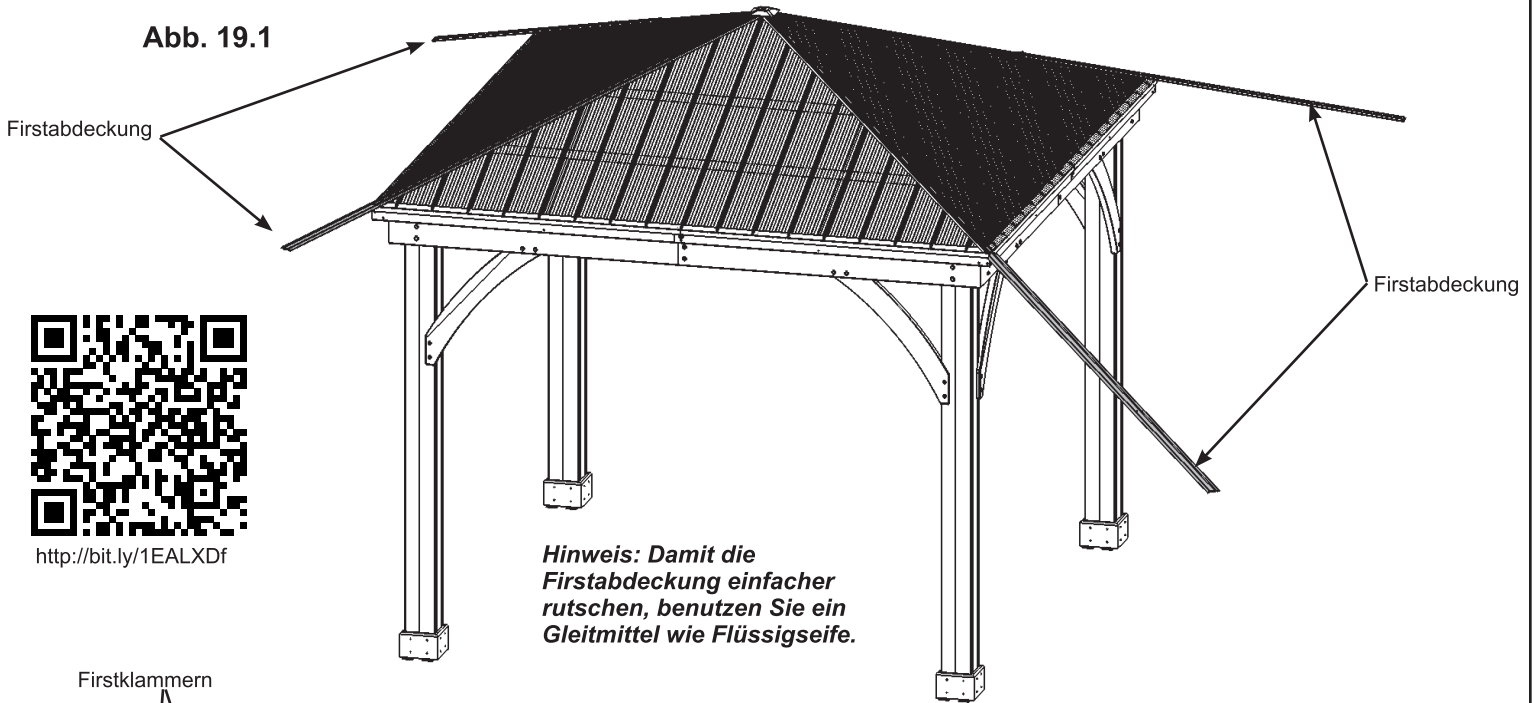 Abb. 19.1
Firstabdeckung
Firstabdeckung
http://bit.ly/1EALXDf
Hinweis: Damit die
Firstabdeckung einfacher
rutschen, benutzen Sie ein
Gleitmittel wie Flüssigseife.
Firstklammern